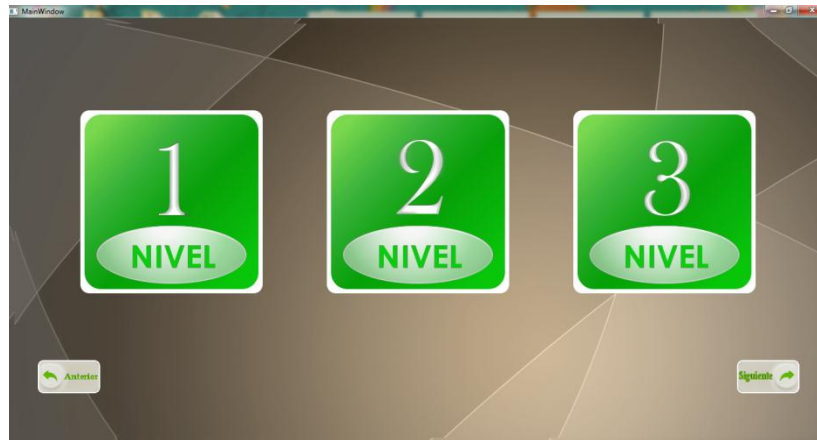 MainWindow
1
NIVEL
2
NIVEL
3
NIVEL
Anterior
Siguiente